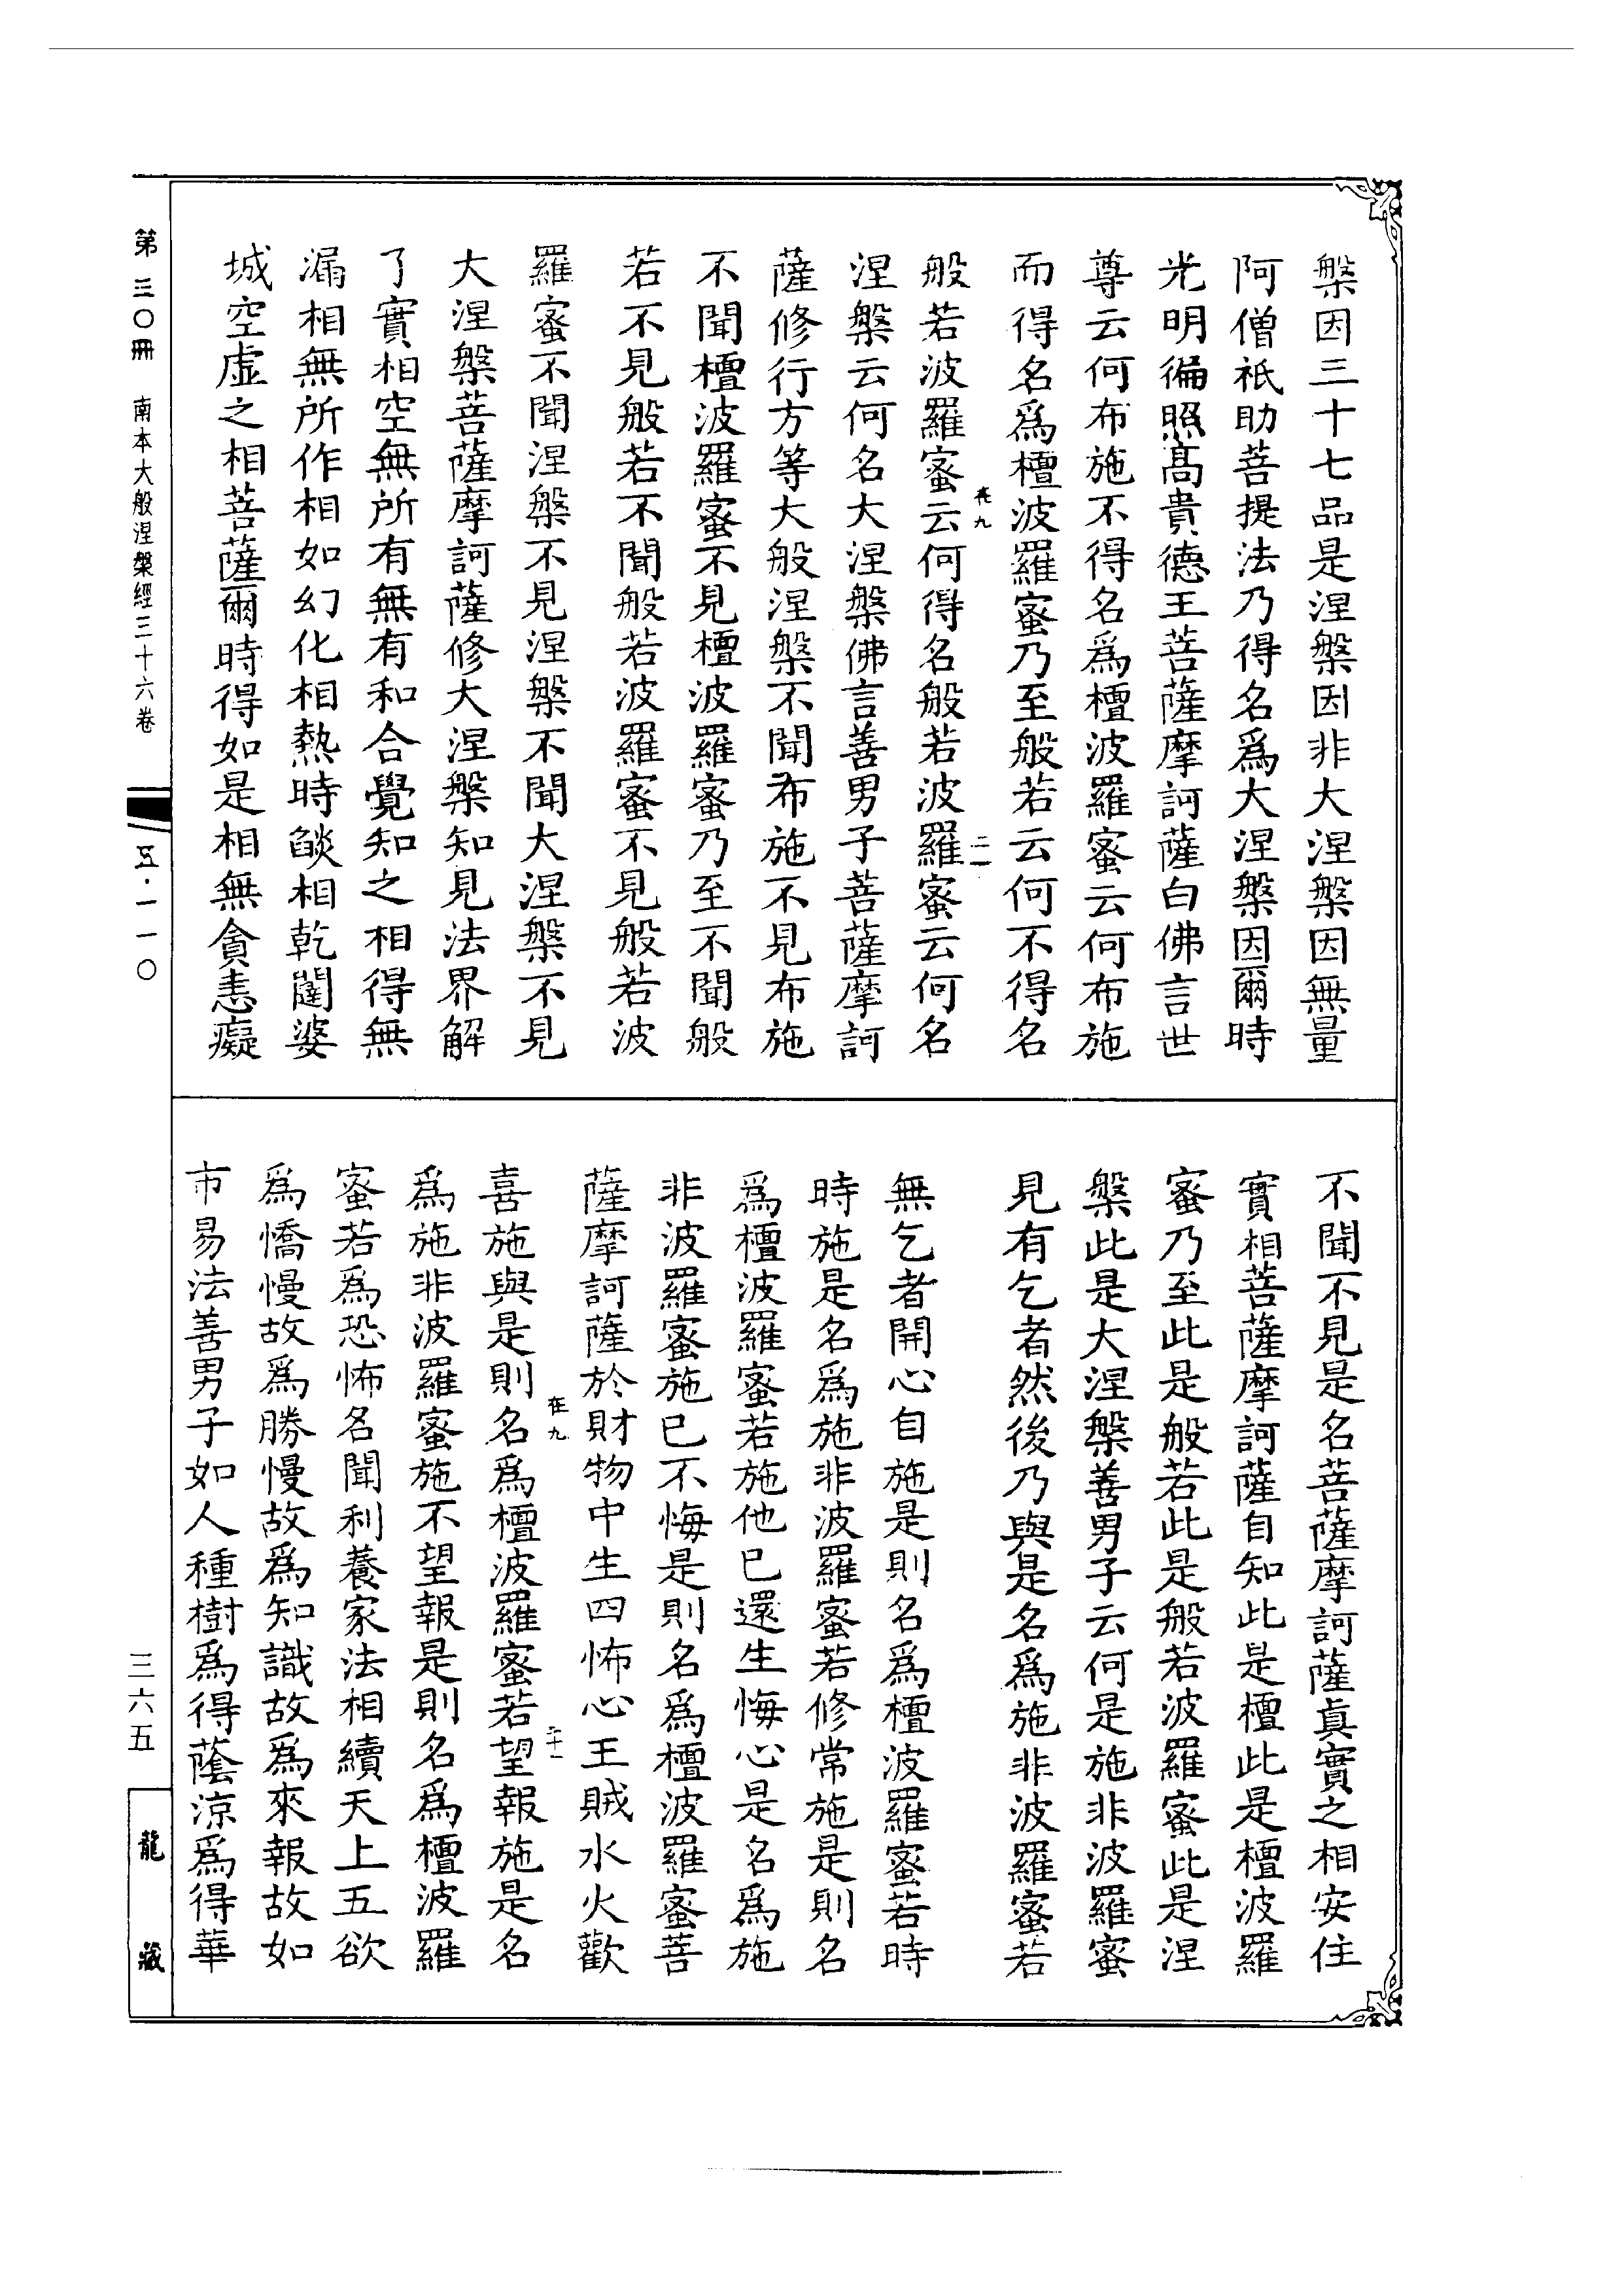 槃因三十七品是涅槃因非大涅槃因無量
阿僧祇助菩提法乃得名爲大涅槃因爾時
光明徧照髙貴德王菩薩摩訶薩白佛言世
尊云何布施不得名爲檀波羅蜜云何布施
而得名爲檀波羅蜜乃至般若云何不得名
般若波羅蜜云何得名般若波羅蜜云何名
涅槃云何名大涅槃佛言善男子菩薩摩訶
薩修行方等大般涅槃不聞布施不見布施
不聞檀波羅蜜不見檀波羅蜜乃至不聞般
若不見般若不聞般若波羅蜜不見般若波
羅蜜不聞涅槃不見涅槃不聞大涅槃不見
大涅槃菩薩摩訶薩修大涅槃知見法界解
了實相空無所有無有和合覺知之相得無
漏相無所作相如幻化相熱時燄相乾闥婆
城空虛之相菩薩爾時得如是相無貪恚癡
不聞不見是名菩薩摩訶薩眞實之相安住
實相菩薩摩訶薩自知此是檀此是檀波羅
蜜乃至此是般若此是般若波羅蜜此是涅
槃此是大涅槃善男子云何是施非波羅蜜
見有乞者然後乃與是名爲施非波羅蜜若
無乞者開心自施是則名爲檀波羅蜜若時
時施是名爲施非波羅蜜若修常施是則名
爲檀波羅蜜若施他已還生悔心是名爲施
非波羅蜜施已不悔是則名爲檀波羅蜜菩
薩摩訶薩於財物中生四怖心王賊水火歡
喜施與是則名爲檀波羅蜜若望報施是名
爲施非波羅蜜施不望報是則名爲檀波羅
蜜若爲恐怖名聞利養家法相續天上五欲
爲憍慢故爲勝慢故爲知識故爲來報故如
市易法善男子如人種樹爲得蔭涼爲得華
在九
二一
在九
二十一
第三〇冊 南本大般涅槃經三十六卷
五·一一〇
三六五
龍藏